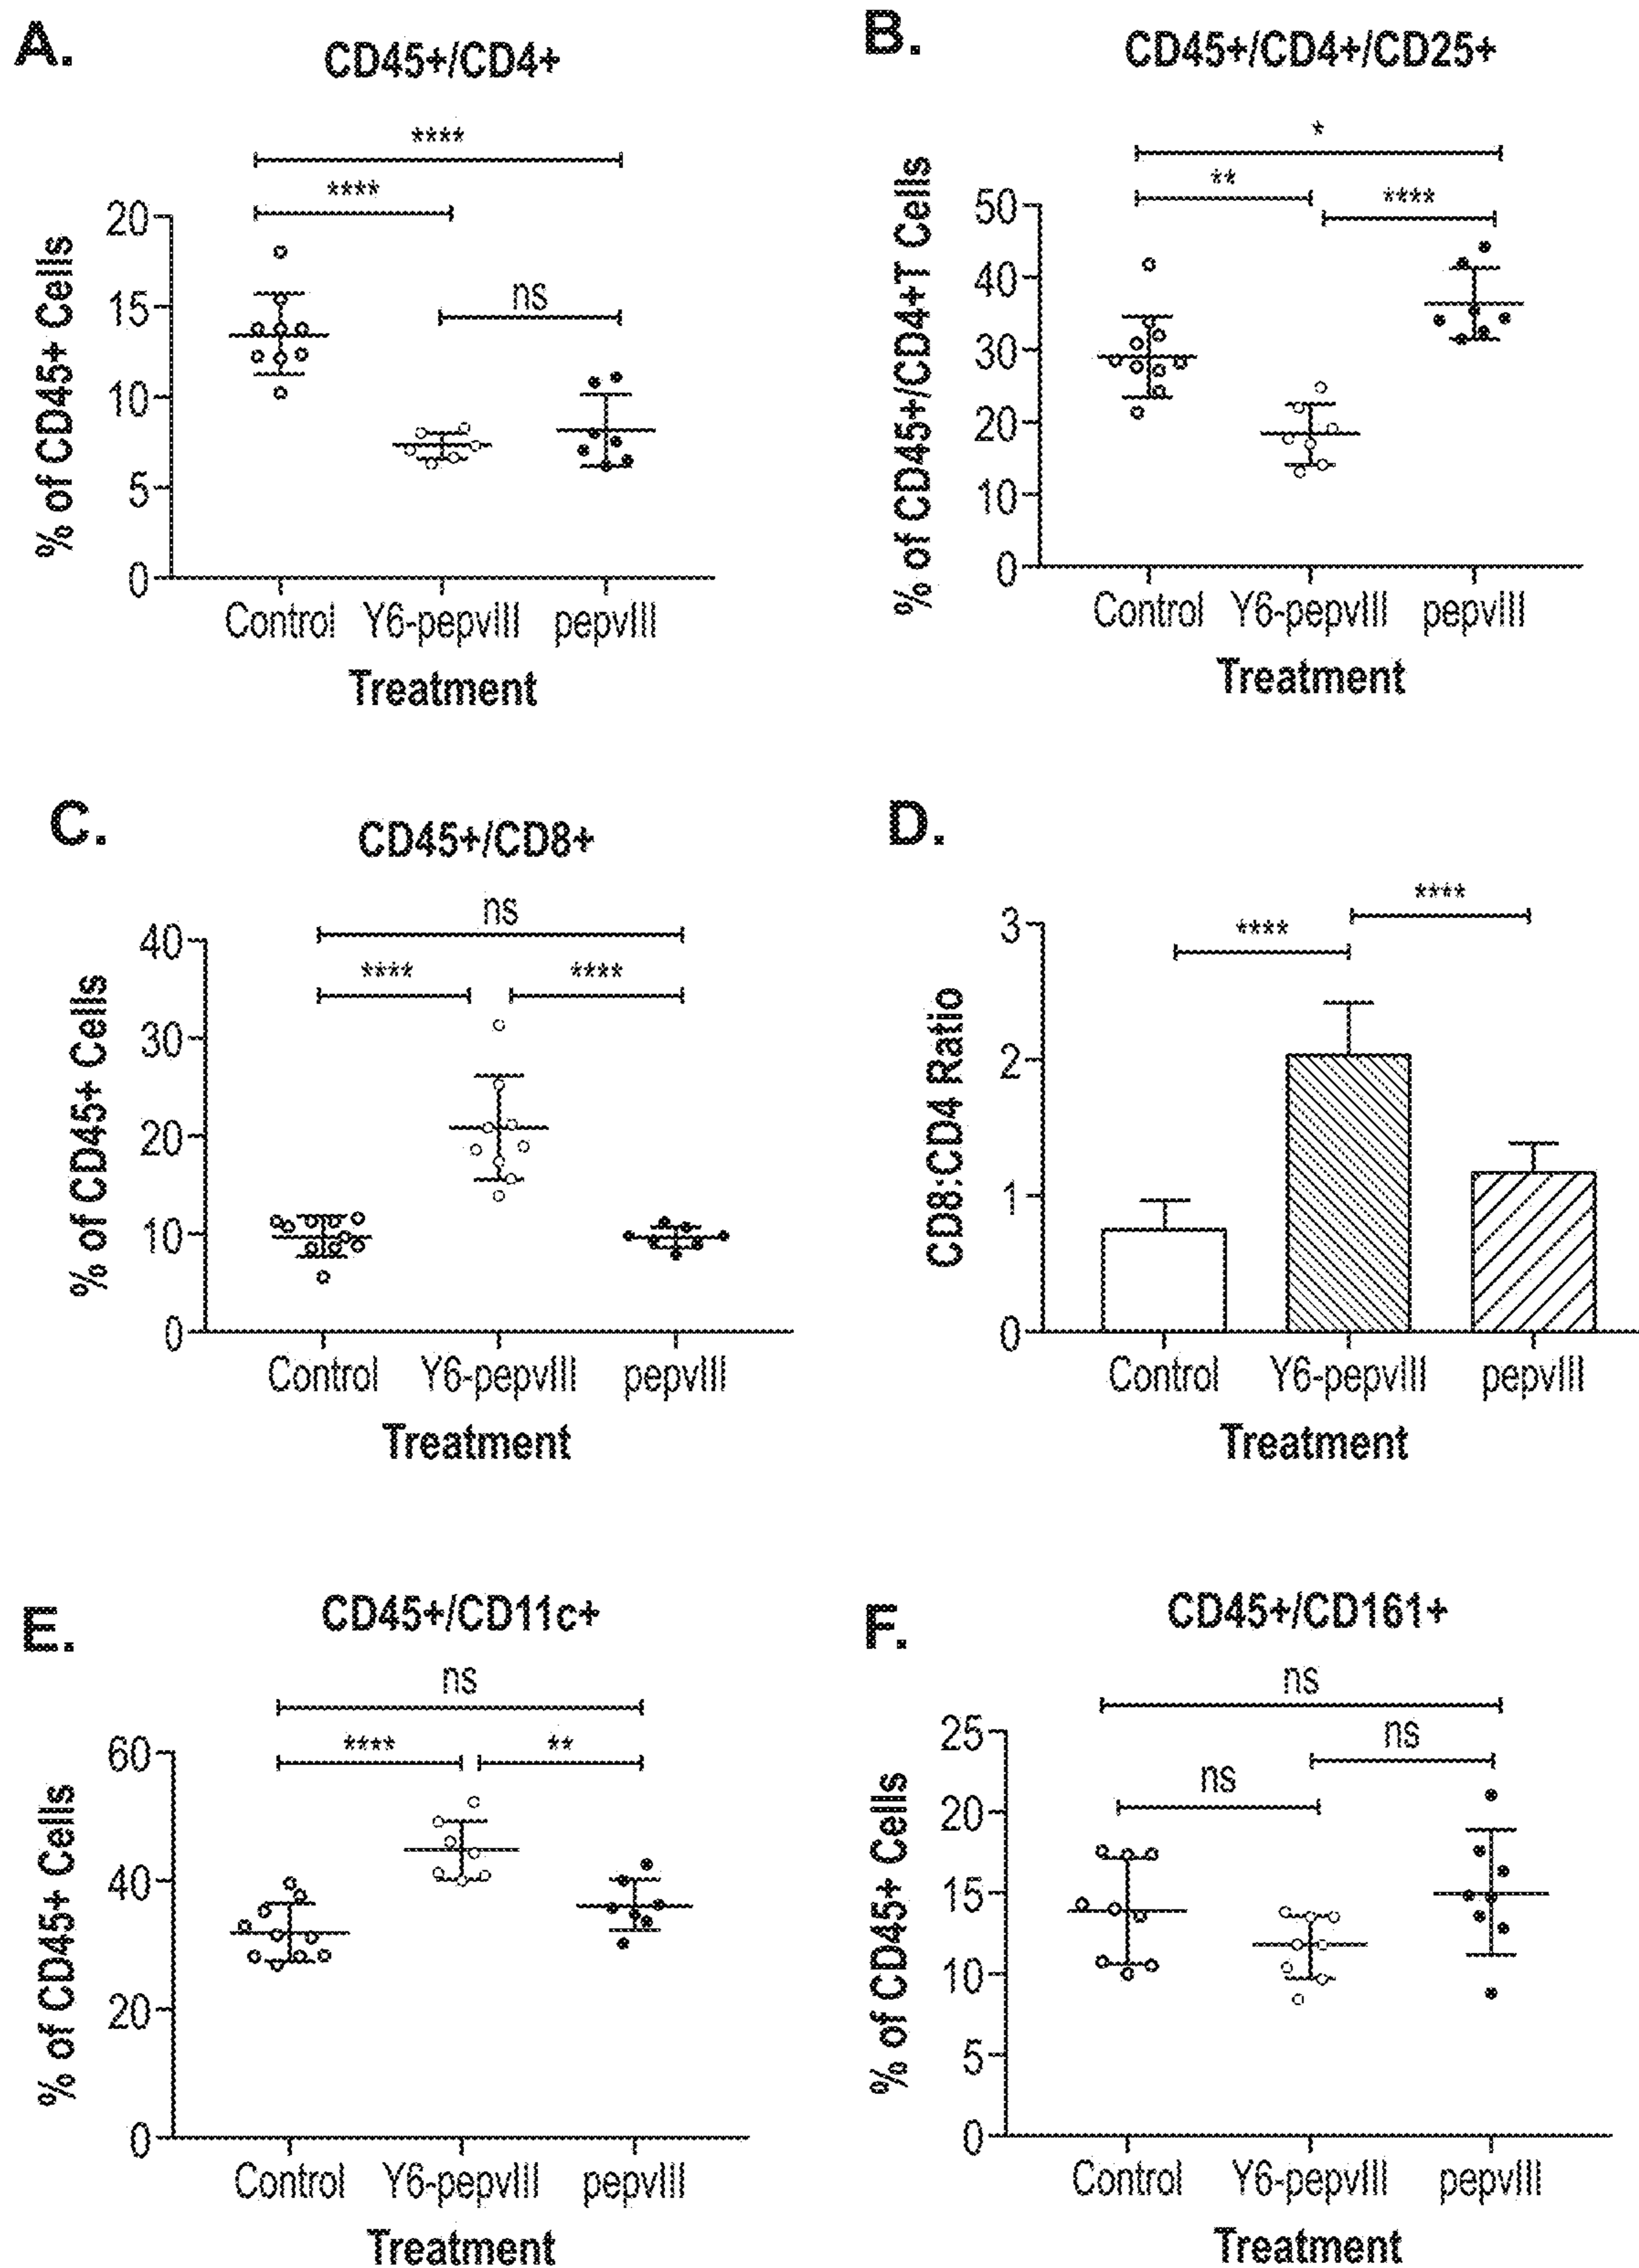 A.
CD45+/CD4+
****
****
ns
% of CD45+ Cells
20
15
10
5
0
Control Y6-pepvIII pepvIII
Treatment
B.
CD45+/CD4+/CD25+
*
**
****
% of CD45+/CD4+T Cells
50
40
30
20
10
0
Control Y6-pepvIII pepvIII
Treatment
C.
CD45+/CD8+
ns
**** ****
% of CD45+ Cells
40
30
20
10
0
Control Y6-pepvIII pepvIII
Treatment
D.
****
****
CD8:CD4 Ratio
3
2
1
0
Control Y6-pepvIII pepvIII
Treatment
E.
CD45+/CD11c+
ns
**** **
% of CD45+ Cells
60
40
20
0
Control Y6-pepvIII pepvIII
Treatment
F.
CD45+/CD161+
ns
ns
ns
% of CD45+ Cells
25
20
15
10
5
0
Control Y6-pepvIII pepvIII
Treatment